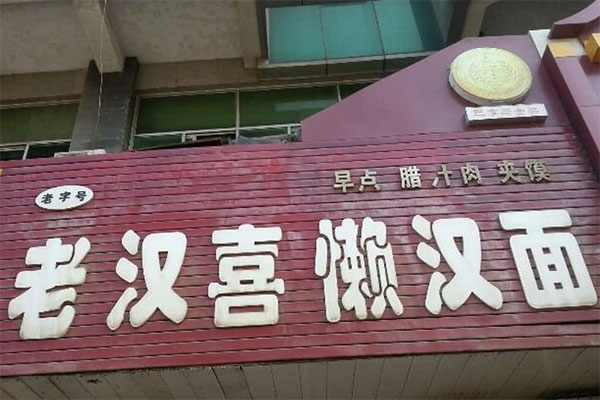 早点 腊汁肉 夹馍
老字号
老汉喜懒汉面